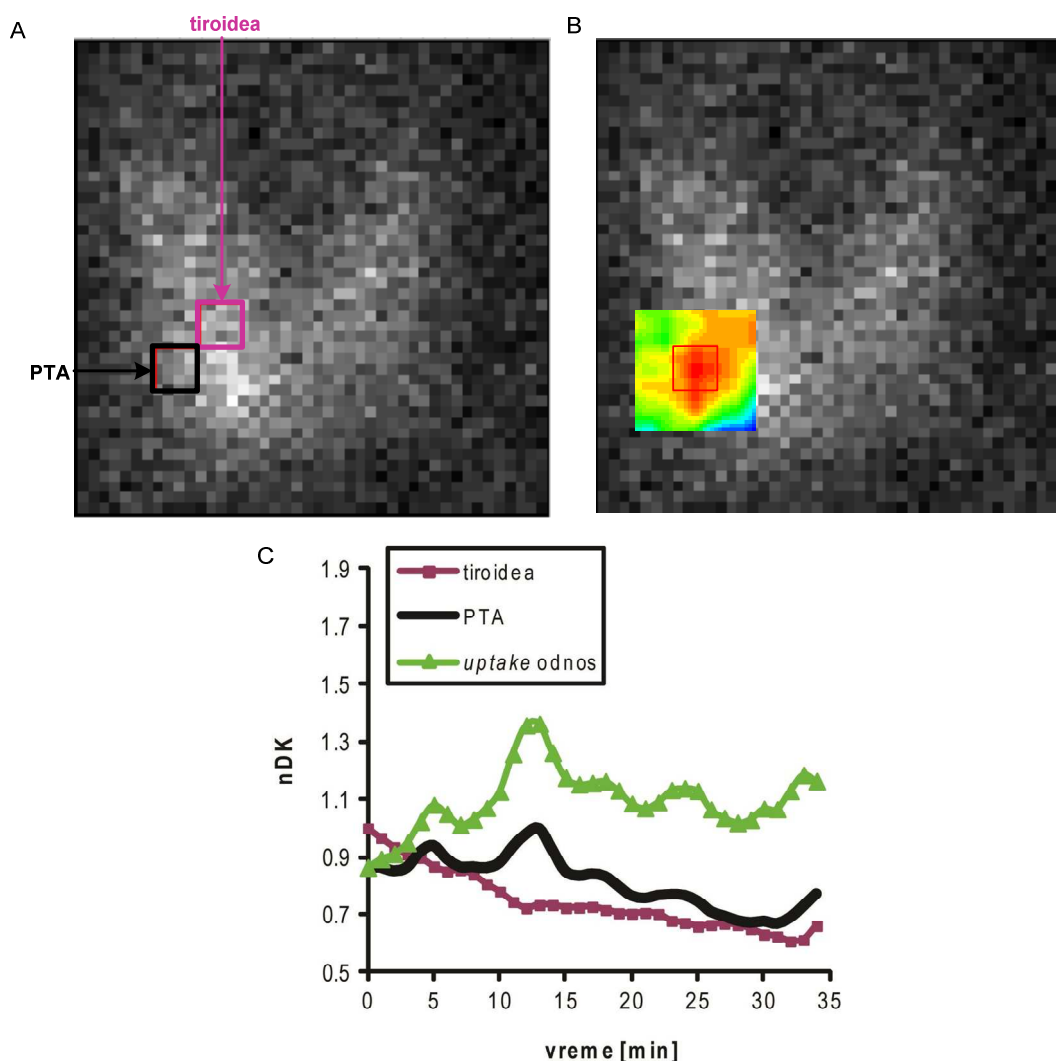 A
tiroidea
B
PTA
C
tiroidea
PTA
uptake odnos
nDK
1.9
1.7
1.5
1.3
1.1
0.9
0.7
0.5
0 5 10 15 20 25 30 35
vreme [min]